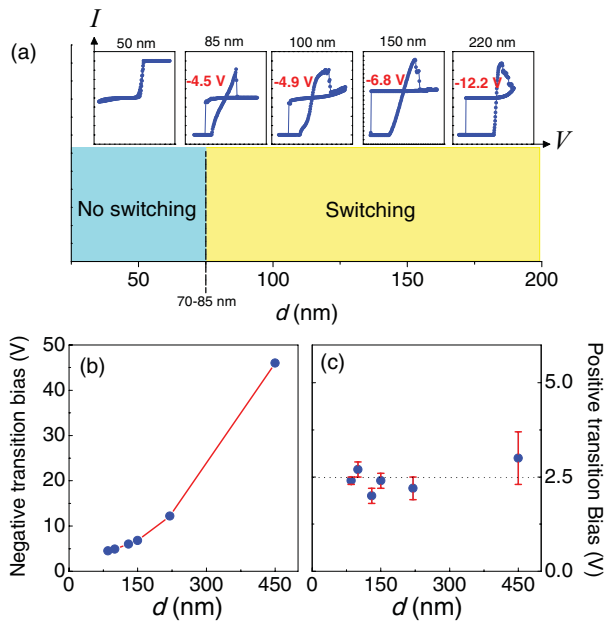 (a)
I
50 nm
85 nm
100 nm
150 nm
220 nm
-4.5 V
-4.9 V
-6.8 V
-12.2 V
V
No switching
Switching
50
100
150
200
70-85 nm
d (nm)
(b)
Negative transition bias (V)
50
40
30
20
10
0
0
150
300
450
d (nm)
(c)
Positive transition Bias (V)
5.0
2.5
0.0
0
150
300
450
d (nm)